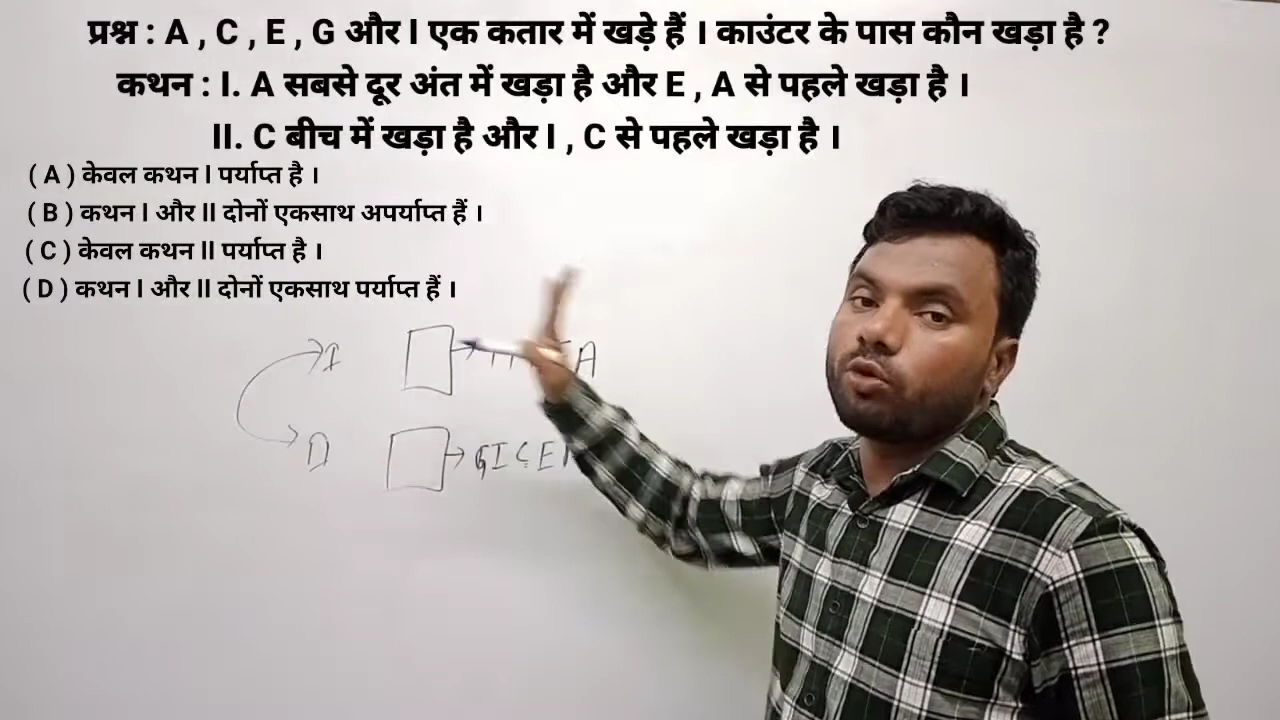 प्रश्न : A , C , E , G और I एक कतार में खड़े हैं । काउंटर के पास कौन खड़ा है ?
कथन : I. A सबसे दूर अंत में खड़ा है और E , A से पहले खड़ा है ।
II. C बीच में खड़ा है और I , C से पहले खड़ा है ।
( A ) केवल कथन I पर्याप्त है ।
( B ) कथन I और II दोनों एकसाथ अपर्याप्त हैं ।
( C ) केवल कथन II पर्याप्त है ।
( D ) कथन I और II दोनों एकसाथ पर्याप्त हैं ।
I A
GICE